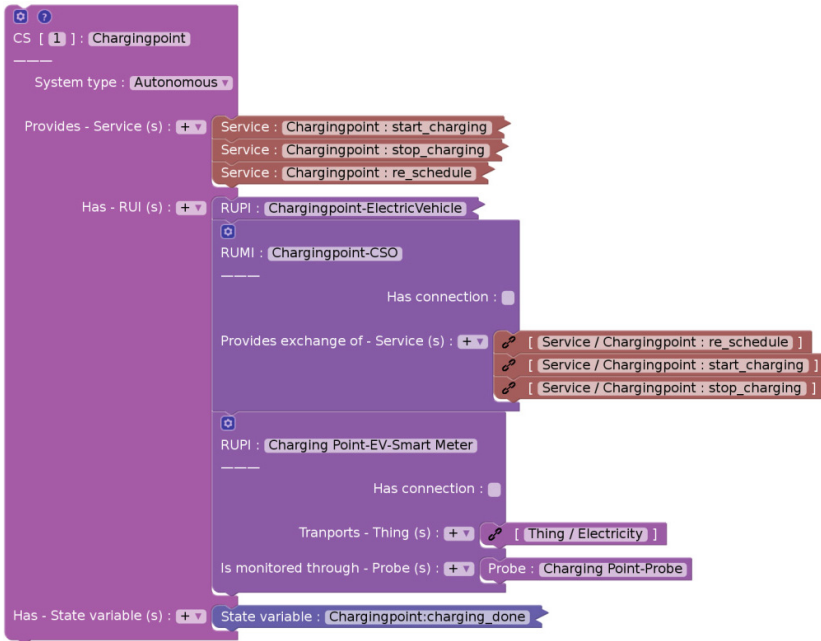 ?
CS [ 1 ] : Chargingpoint
———
System type : Autonomous
Provides - Service (s) : +
Service : Chargingpoint : start_charging
Service : Chargingpoint : stop_charging
Service : Chargingpoint : re_schedule
Has - RUI (s) : +
RUPI : Chargingpoint-ElectricVehicle
RUMI : Chargingpoint-CSO
———
Has connection :
Provides exchange of - Service (s) : +
[ Service / Chargingpoint : re_schedule ]
[ Service / Chargingpoint : start_charging ]
[ Service / Chargingpoint : stop_charging ]
RUPI : Charging Point-EV-Smart Meter
———
Has connection :
Tranports - Thing (s) : +
[ Thing / Electricity ]
Is monitored through - Probe (s) : +
Probe : Charging Point-Probe
Has - State variable (s) : +
State variable : Chargingpoint:charging_done